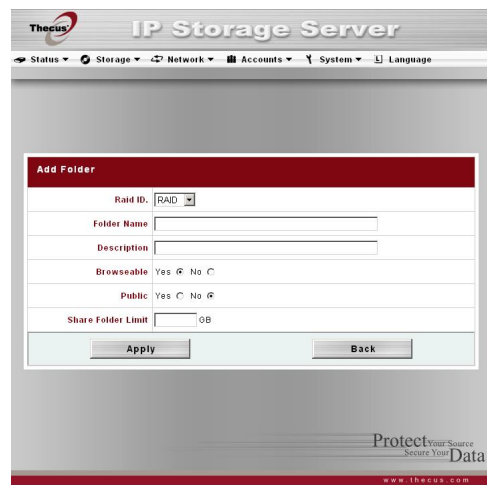 Thecus
IP Storage Server
Status Storage Network Accounts System L Language
Add Folder
Raid ID. RAID
Folder Name
Description
Browseable Yes No
Public Yes No
Share Folder Limit GB
Apply Back
Protect Your Source
Secure Your Data
www.thecus.com